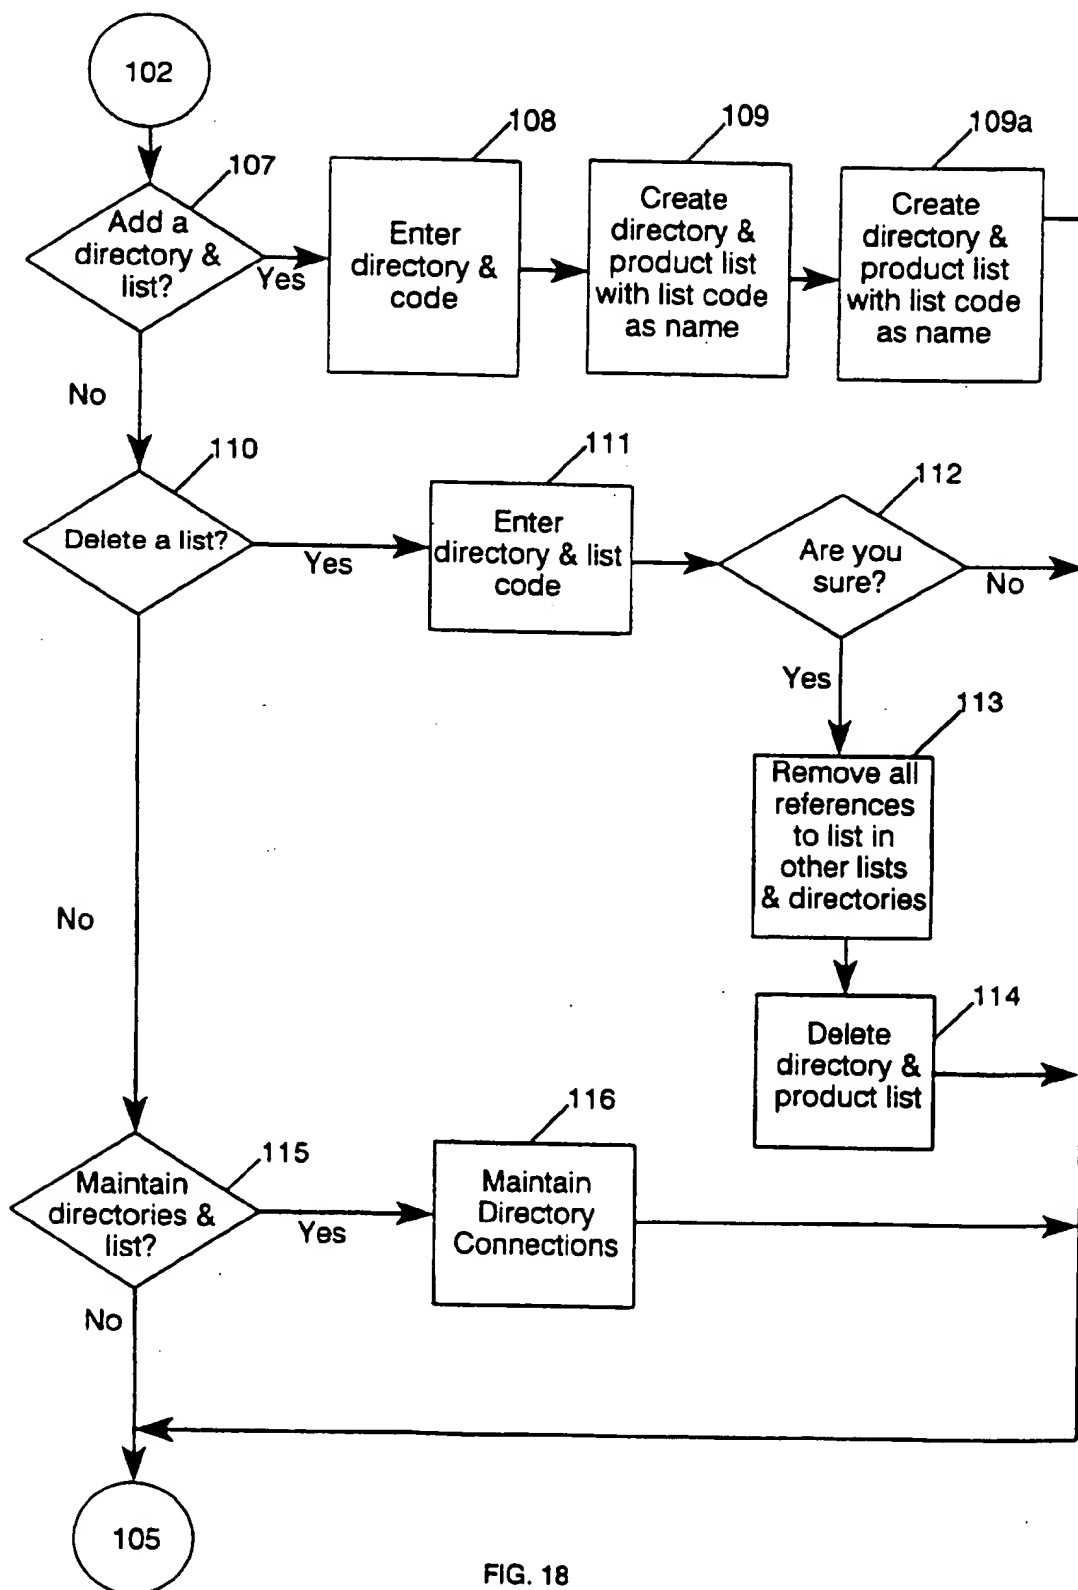 102
107
108
109
109a
Add a
directory &
list?
Yes
Enter
directory &
code
Create
directory &
product list
with list code
as name
Create
directory &
product list
with list code
as name
No
110
111
112
Delete a list?
Yes
Enter
directory & list
code
Are you
sure?
No
Yes
113
Remove all
references
to list in
other lists
& directories
No
114
Delete
directory &
product list
115
116
Maintain
directories &
list?
Yes
Maintain
Directory
Connections
No
105
FIG. 18